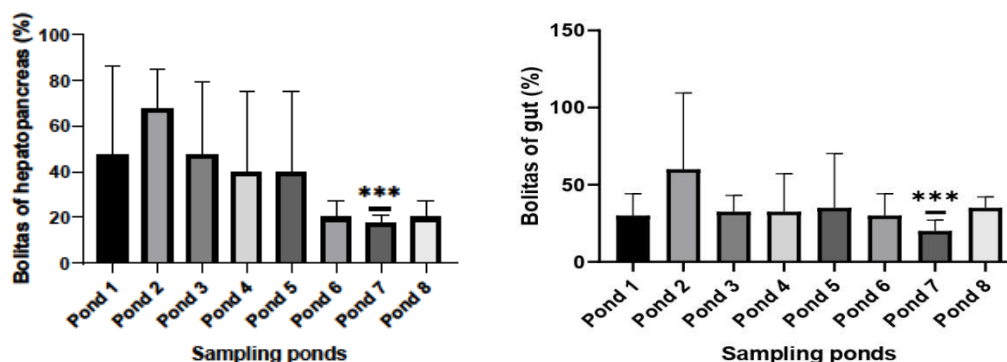 Bolitas of hepatopancreas (%)
100
80
60
40
20
0
***
Pond 1
Pond 2
Pond 3
Pond 4
Pond 5
Pond 6
Pond 7
Pond 8
Sampling ponds
Bolitas of gut (%)
150
100
50
0
***
Pond 1
Pond 2
Pond 3
Pond 4
Pond 5
Pond 6
Pond 7
Pond 8
Sampling ponds